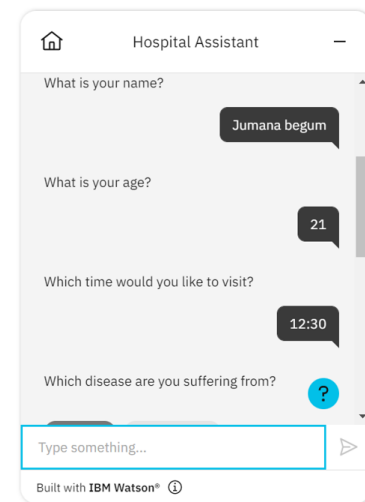 Hospital Assistant
What is your name?
Jumana begum
What is your age?
21
Which time would you like to visit?
12:30
Which disease are you suffering from?
?
Type something...
Built with IBM Watson®